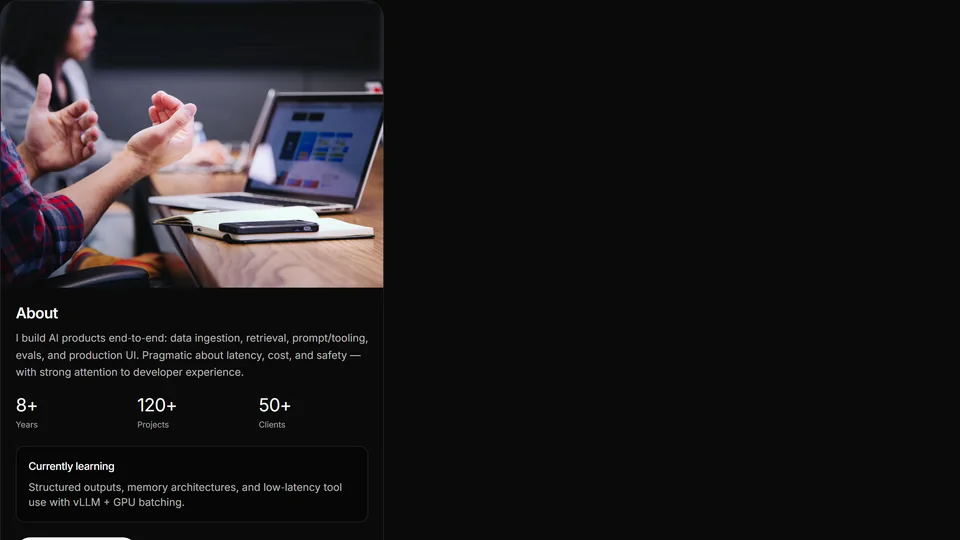 About
I build AI products end-to-end: data ingestion, retrieval, prompt/tooling,
evals, and production UI. Pragmatic about latency, cost, and safety —
with strong attention to developer experience.
8+ 120+ 50+
Years Projects Clients
Currently learning
Structured outputs, memory architectures, and low-latency tool
use with vLLM + GPU batching.